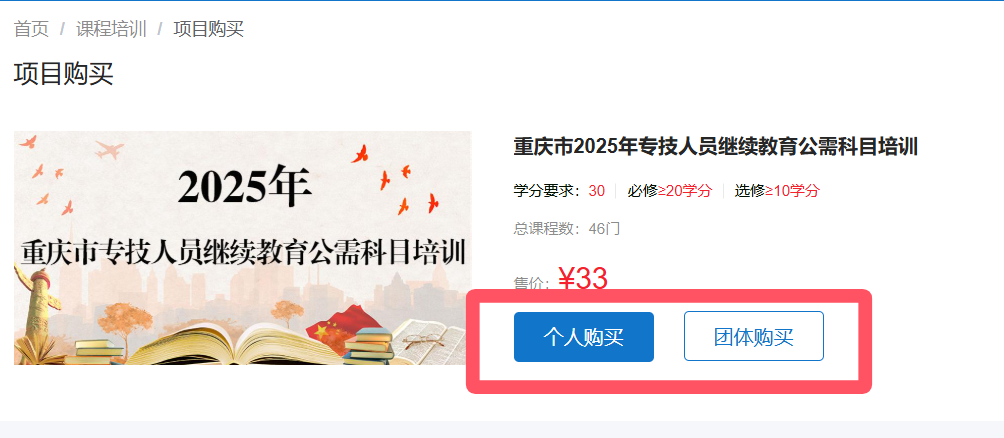 首页 / 课程培训 / 项目购买
项目购买
2025年
重庆市专技人员继续教育公需科目培训
重庆市2025年专技人员继续教育公需科目培训
学分要求：30 | 必修≥20学分 | 选修≥10学分
总课程数：46门
售价：¥33
个人购买 团体购买